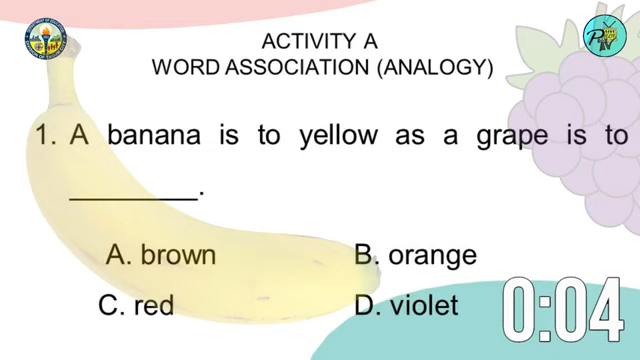 ACTIVITY A
WORD ASSOCIATION (ANALOGY)
1. A banana is to yellow as a grape is to
________.
A. brown B. orange
C. red D. violet
0:04